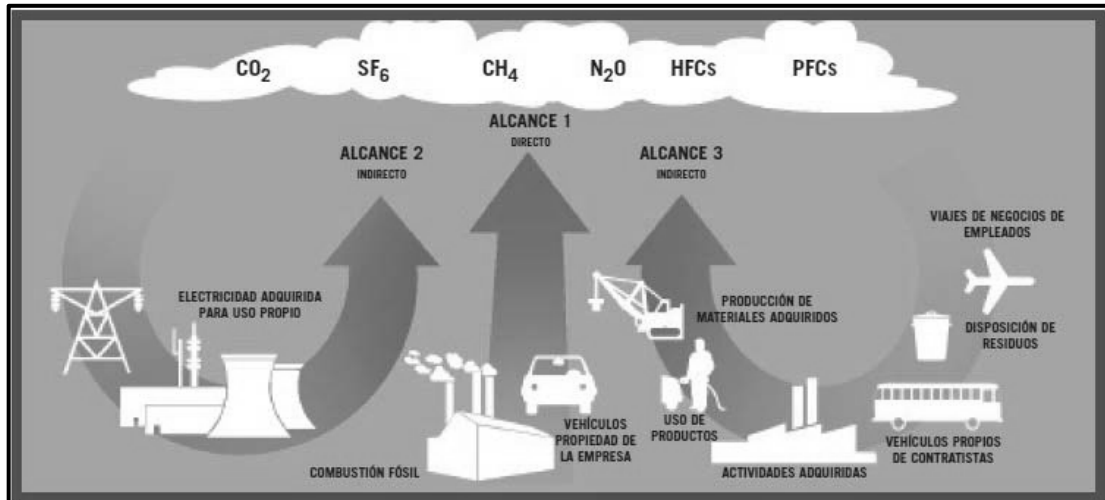 CO2 SF6 CH4 N2O HFCs PFCs
ALCANCE 1
DIRECTO
ALCANCE 2
INDIRECTO
ALCANCE 3
INDIRECTO
ELECTRICIDAD ADQUIRIDA
PARA USO PROPIO
COMBUSTIÓN FÓSIL
VEHÍCULOS
PROPIEDAD DE
LA EMPRESA
PRODUCCIÓN DE
MATERIALES ADQUIRIDOS
USO DE
PRODUCTOS
ACTIVIDADES ADQUIRIDAS
VIAJES DE NEGOCIOS DE
EMPLEADOS
DISPOSICIÓN DE
RESIDUOS
VEHÍCULOS PROPIOS
DE CONTRATISTAS